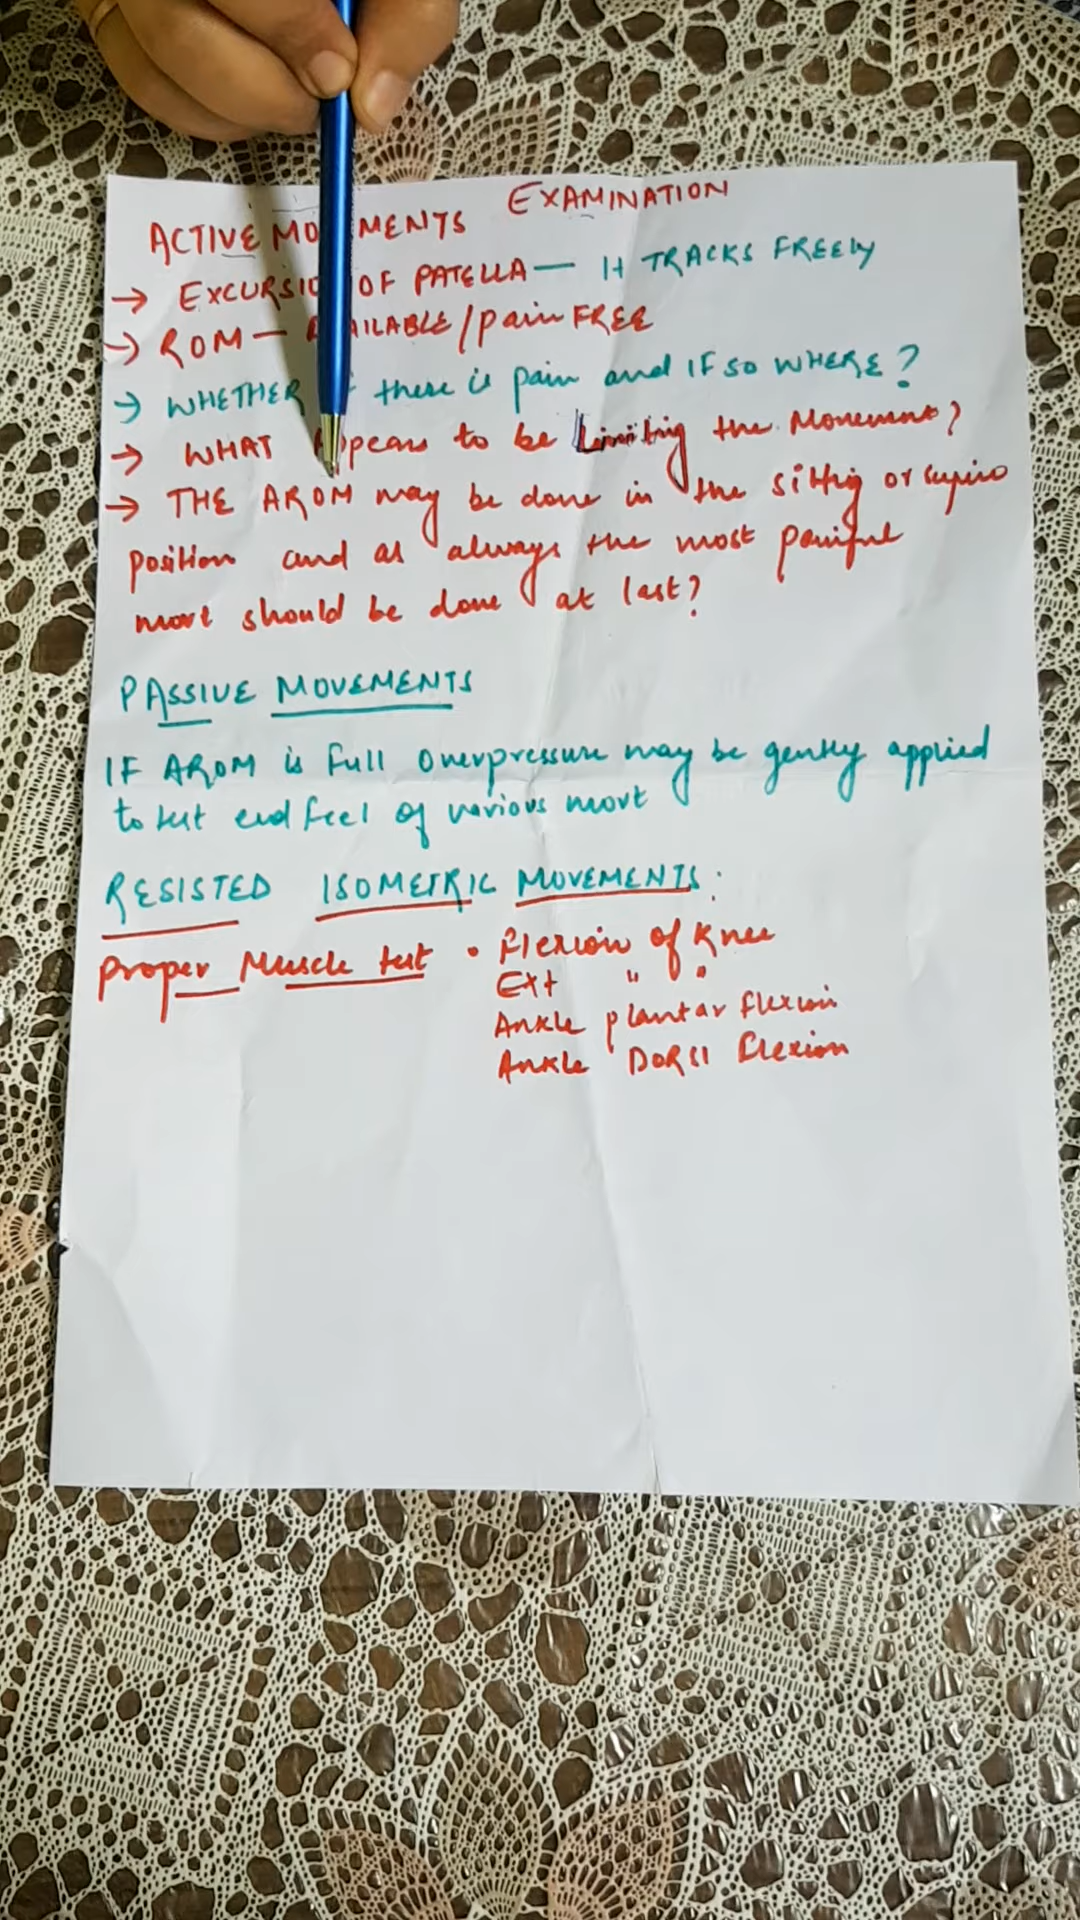 EXAMINATION
ACTIVE MENTS
→ OF PATELLA — It TRACKS FREELY
→ ROM — /pain FREE
→ WHETHER there is pain and IF SO WHERE?
→ WHAT to be Limiting the Movement?
→ THE AROM may be done in the sitting or supine
position and as always the most painful
movt should be done at last?
PASSIVE MOVEMENTS
IF AROM is full overpressure may be gently applied
to test end feel of various movt
RESISTED ISOMETRIC MOVEMENTS:
Proper Muscle test • flexion of Knee
Ext " "
Ankle plantar flexion
Ankle DORSI flexion